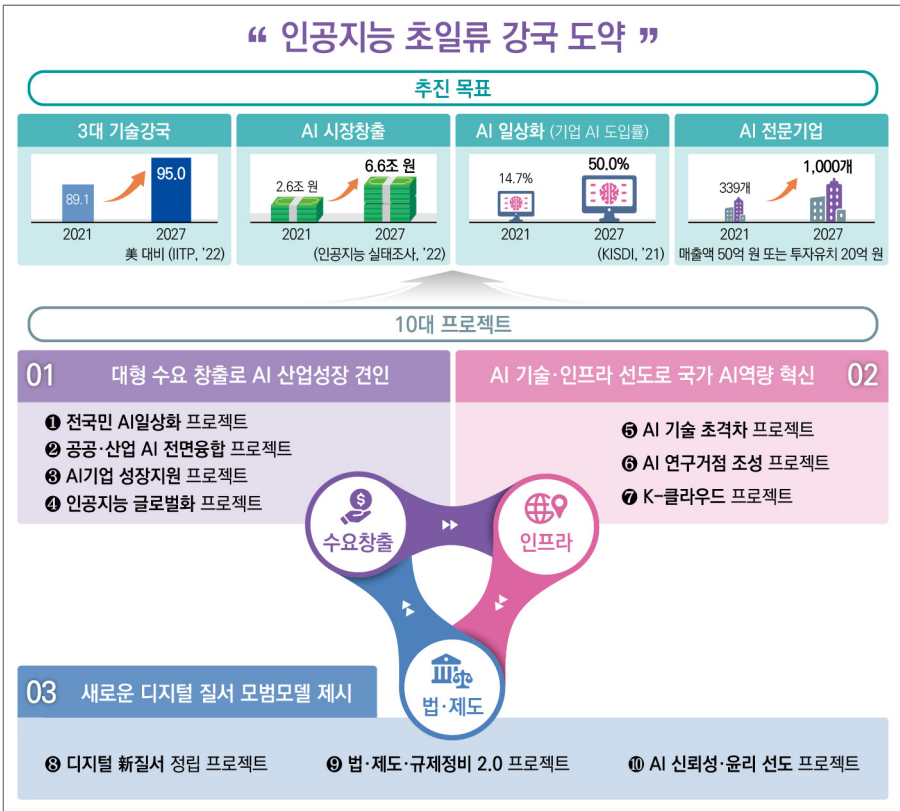 “ 인공지능 초일류 강국 도약 ”
추진 목표
3대 기술강국
89.1
95.0
2021 2027
美 대비 (IITP, ’22)
AI 시장창출
2.6조 원
6.6조 원
2021 2027
(인공지능 실태조사, ’22)
AI 일상화 (기업 AI 도입률)
14.7%
50.0%
2021 2027
(KISDI, ’21)
AI 전문기업
339개
1,000개
2021 2027
매출액 50억 원 또는 투자유치 20억 원
10대 프로젝트
01 대형 수요 창출로 AI 산업성장 견인
❶ 전국민 AI일상화 프로젝트
❷ 공공·산업 AI 전면융합 프로젝트
❸ AI기업 성장지원 프로젝트
❹ 인공지능 글로벌화 프로젝트
AI 기술·인프라 선도로 국가 AI역량 혁신 02
❺ AI 기술 초격차 프로젝트
❻ AI 연구거점 조성 프로젝트
❼ K-클라우드 프로젝트
$
수요창출
인프라
법·제도
03 새로운 디지털 질서 모범모델 제시
❽ 디지털 新질서 정립 프로젝트
❾ 법·제도·규제정비 2.0 프로젝트
❿ AI 신뢰성·윤리 선도 프로젝트